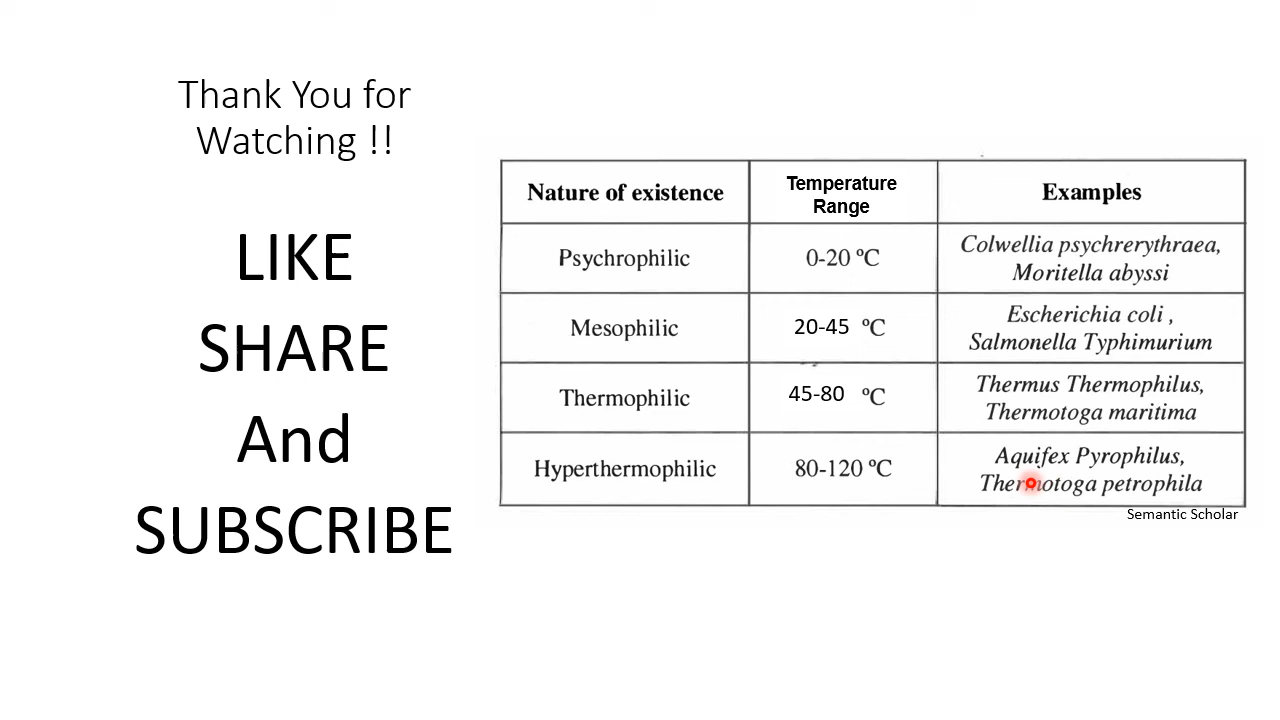 Thank You for
Watching !!
LIKE
SHARE
And
SUBSCRIBE
Nature of existence
Temperature
Range
Examples
Psychrophilic
0-20 ºC
Colwellia psychrerythraea,
Moritella abyssi
Mesophilic
20-45 ºC
Escherichia coli ,
Salmonella Typhimurium
Thermophilic
45-80 ºC
Thermus Thermophilus,
Thermotoga maritima
Hyperthermophilic
80-120 ºC
Aquifex Pyrophilus,
Thermotoga petrophila
Semantic Scholar